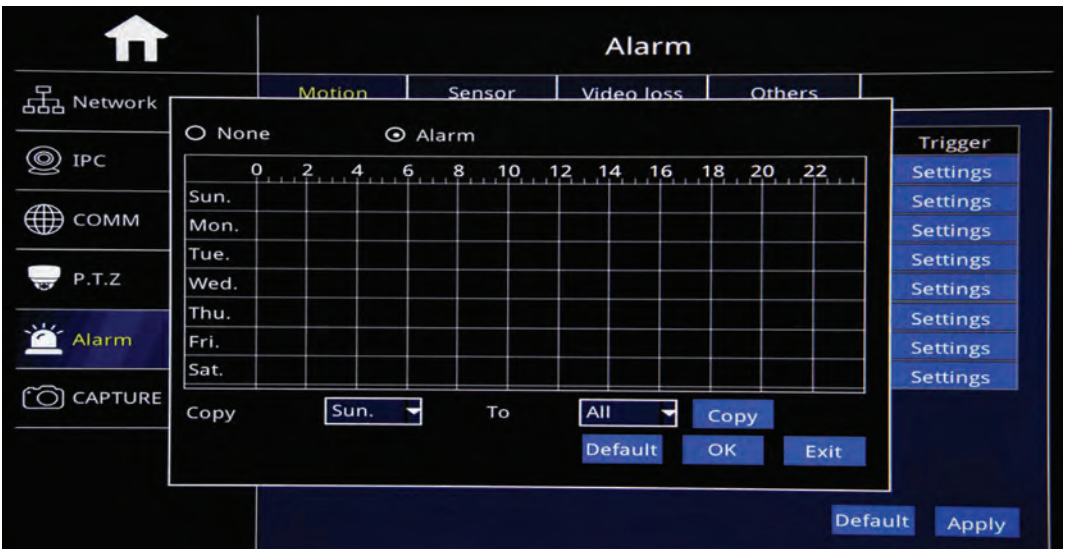 Alarm
Network
IPC
COMM
P.T.Z
Alarm
CAPTURE
Motion Sensor Video loss Others
None Alarm
0 2 4 6 8 10 12 14 16 18 20 22
Sun.
Mon.
Tue.
Wed.
Thu.
Fri.
Sat.
Copy Sun. To All Copy
Default OK Exit
Trigger
Settings
Settings
Settings
Settings
Settings
Settings
Settings
Settings
Default Apply